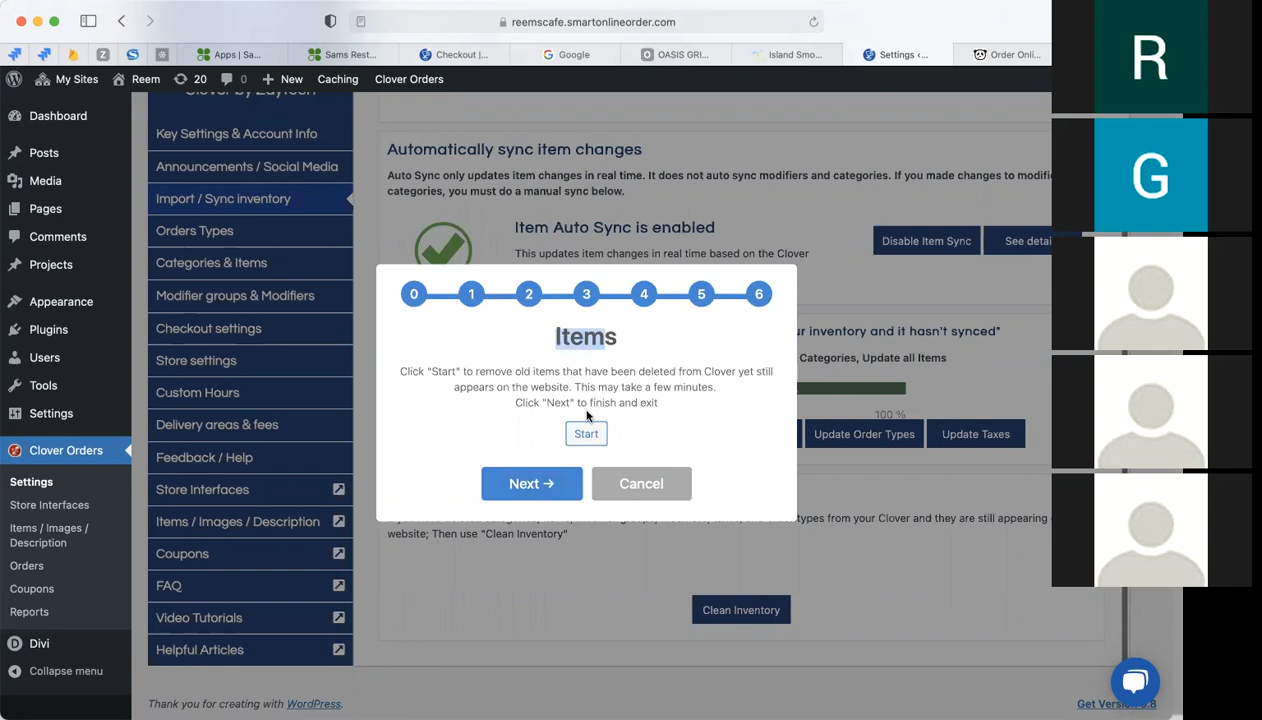 reemscafe.smartonlineorder.com
Apps | Sa...
Sams Rest...
Checkout |...
Google
OASIS GRI...
Island Smo...
Settings <...
Order Onli...
My Sites
Reem
20
0
New
Caching
Clover Orders
R
G
Dashboard
Posts
Media
Pages
Comments
Projects
Appearance
Plugins
Users
Tools
Settings
Clover Orders
Settings
Store Interfaces
Items / Images /
Description
Orders
Coupons
Reports
Divi
Collapse menu
Clover by Zaytech
Key Settings & Account Info
Announcements / Social Media
Import / Sync inventory
Orders Types
Categories & Items
Modifier groups & Modifiers
Checkout settings
Store settings
Custom Hours
Delivery areas & fees
Feedback / Help
Store Interfaces
Items / Images / Description
Coupons
FAQ
Video Tutorials
Helpful Articles
Automatically sync item changes
Auto Sync only updates item changes in real time. It does not auto sync modifiers and categories. If you made changes to modifi
categories, you must do a manual sync below.
Item Auto Sync is enabled
This updates item changes in real time based on the Clover
Disable Item Sync
See detai
0 1 2 3 4 5 6
Items
Click "Start" to remove old items that have been deleted from Clover yet still
appears on the website. This may take a few minutes.
Click "Next" to finish and exit
Start
Next →
Cancel
ur inventory and it hasn't synced"
Categories, Update all Items
100 %
Update Order Types
Update Taxes
types from your Clover and they are still appearing
website; Then use "Clean Inventory"
Clean Inventory
Thank you for creating with WordPress.